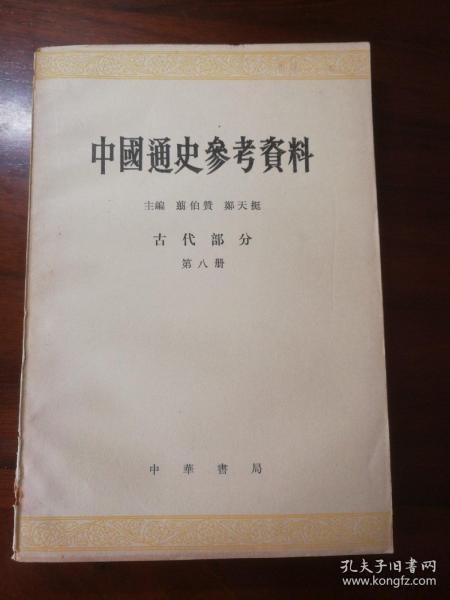 中國通史參考資料
主編 翦伯贊 鄭天挺
古代部分
第八册
中華書局
孔夫子旧书网
www.kongfz.com